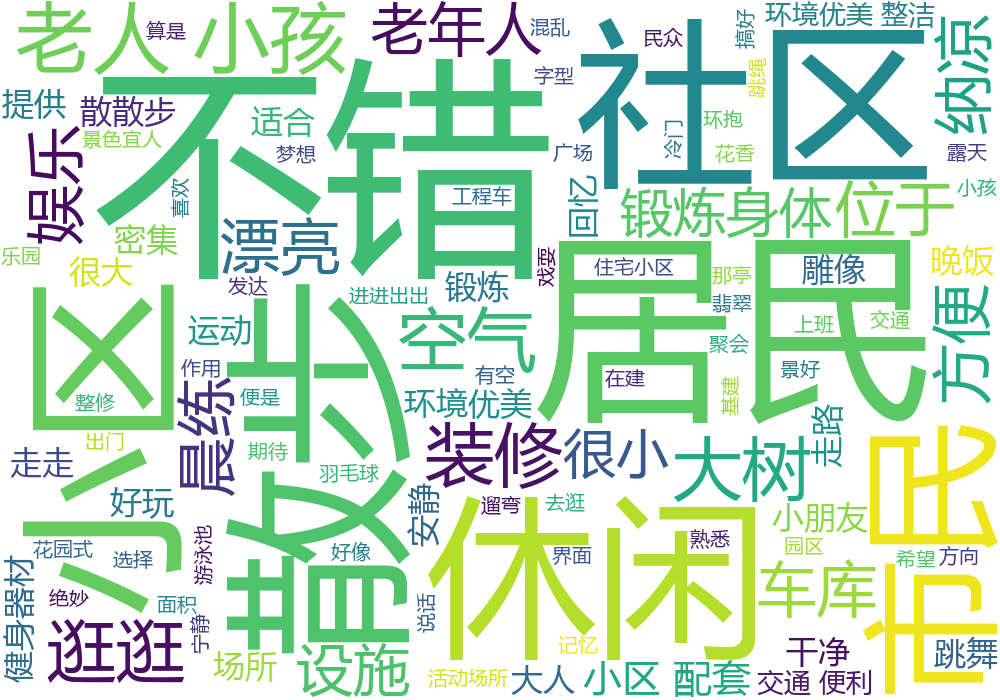 老人 小孩
算是
老年人
混乱
民众
搞好
环境优美 整洁
纳凉
提供
散散步
适合
不错
字型
社区
跳绳
景色宜人
梦想
冷门
环抱
花香
广场
露天
娱乐
喜欢
工程车
回忆
锻炼身体
位于
小孩
密集
漂亮
乐园
很大
发达
进进出出
锻炼
戏耍
住宅小区
那亭
雕像
晚饭
翡翠
居民
方便
小区
运动
散步
空气
聚会
上班
交通
作用
便是
有空
在建
景好
基建
整修
晨练
环境优美
出门
期待
装修
很小
大树
走路
市民
走走
羽毛球
好玩
安静
休闲
遛弯
去逛
小朋友
花园式
选择
游泳池
好像
界面
熟悉
园区
希望
方向
健身器材
绝妙
面积
说话
车库
逛逛
宁静
设施
记忆
干净
跳舞
场所
活动场所
大人
小区 配套
交通 便利